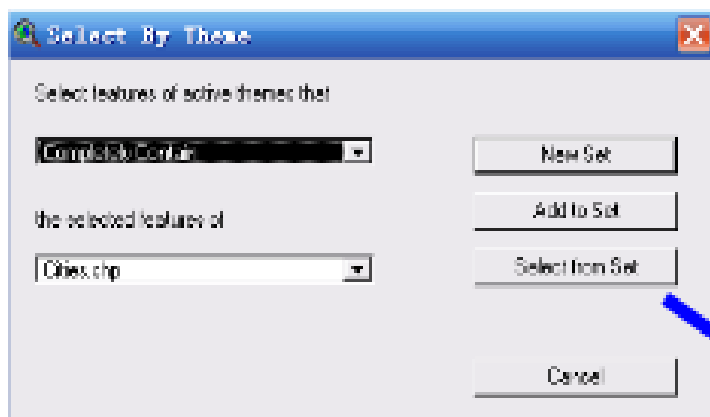 Select By Theme
Select features of active themes that
Completely Contain
New Set
Add to Set
the selected features of
Cities.shp
Select from Set
Cancel